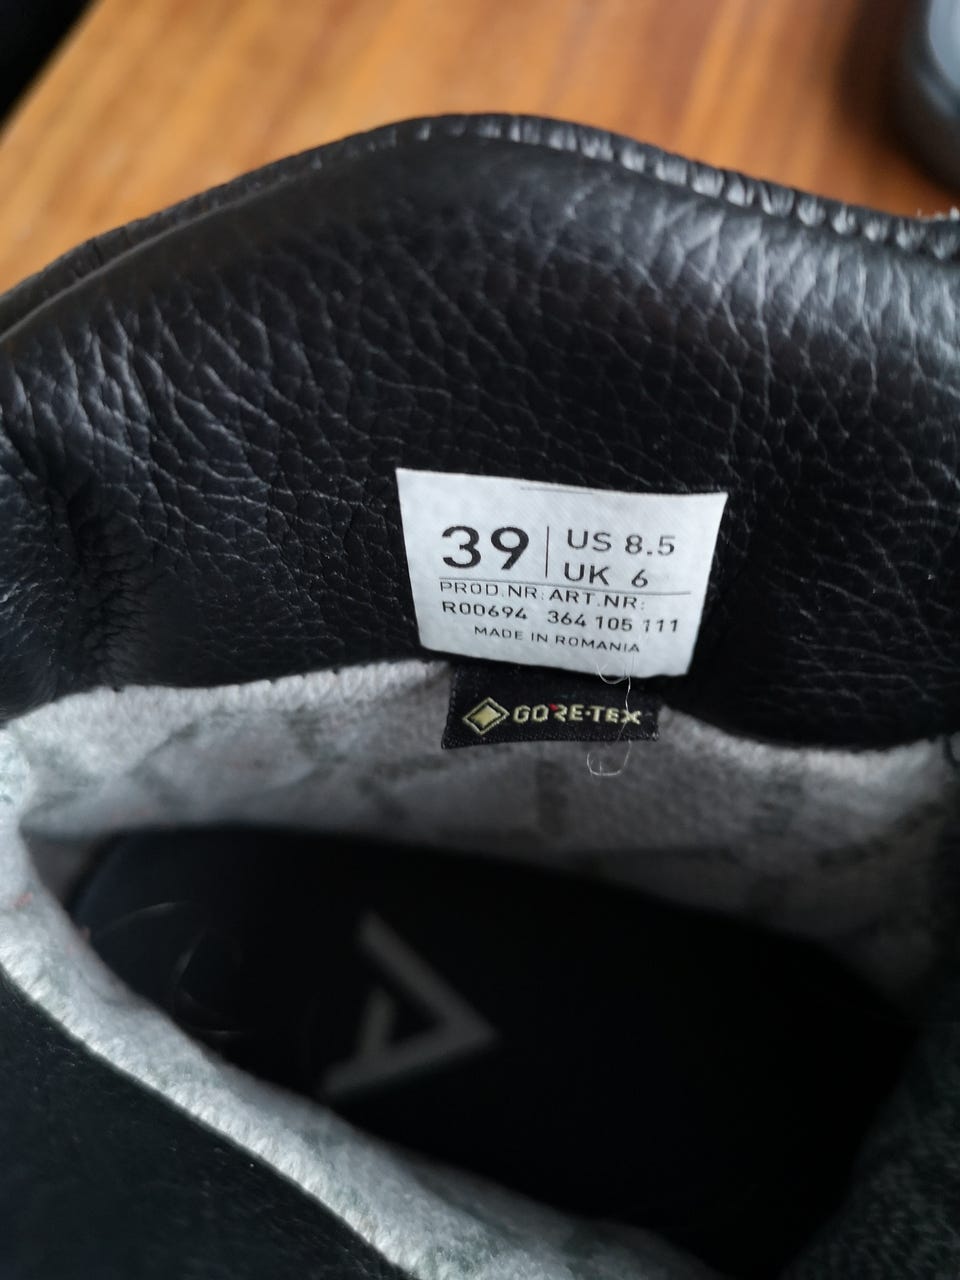 39
US 8.5
UK 6
PROD.NR: ART.NR:
R00694 364 105 111
MADE IN ROMANIA
GORE-TEX